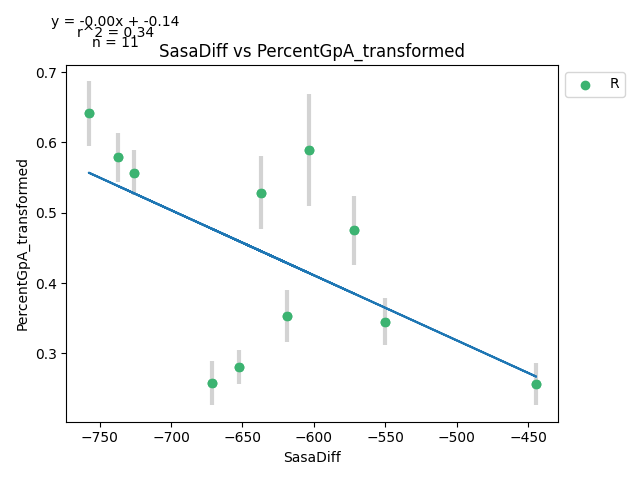 y = -0.00x + -0.14
r^2 = 0.34
n = 11
SasaDiff vs PercentGpA_transformed
R
PercentGpA_transformed
0.7
0.6
0.5
0.4
0.3
−750
−700
−650
−600
−550
−500
−450
SasaDiff